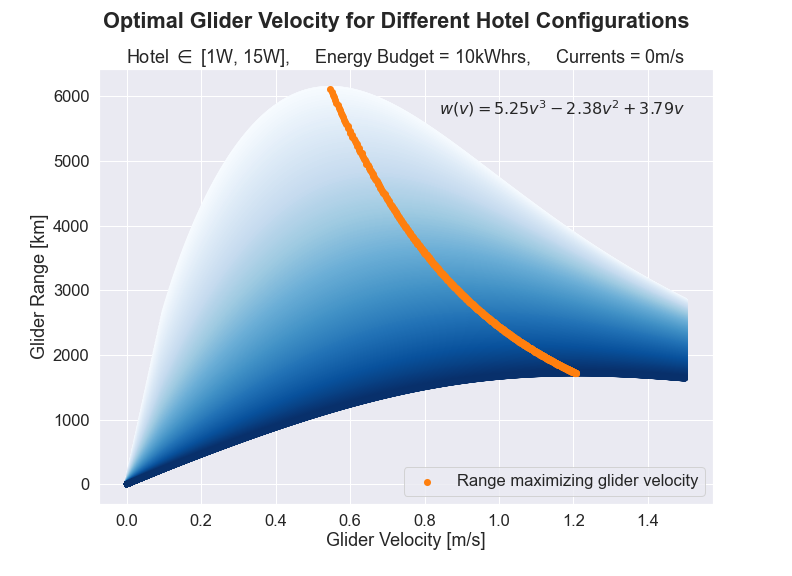 Optimal Glider Velocity for Different Hotel Configurations
Hotel ∈ [1W, 15W], Energy Budget = 10kWhrs, Currents = 0m/s
w(v) = 5.25v³ − 2.38v² + 3.79v
Glider Range [km]
6000
5000
4000
3000
2000
1000
0
Range maximizing glider velocity
0.0 0.2 0.4 0.6 0.8 1.0 1.2 1.4
Glider Velocity [m/s]